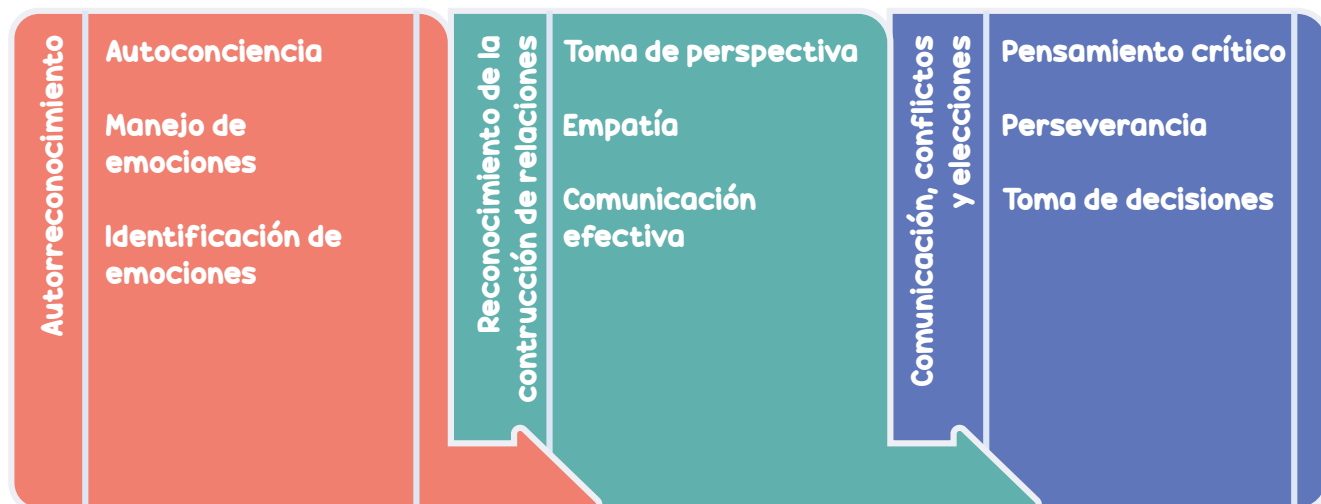 Autorreconocimiento
Autoconciencia
Manejo de
emociones
Identificación de
emociones
Reconocimiento de la
contrucción de relaciones
Toma de perspectiva
Empatía
Comunicación
efectiva
Comunicación, conflictos
y elecciones
Pensamiento crítico
Perseverancia
Toma de decisiones